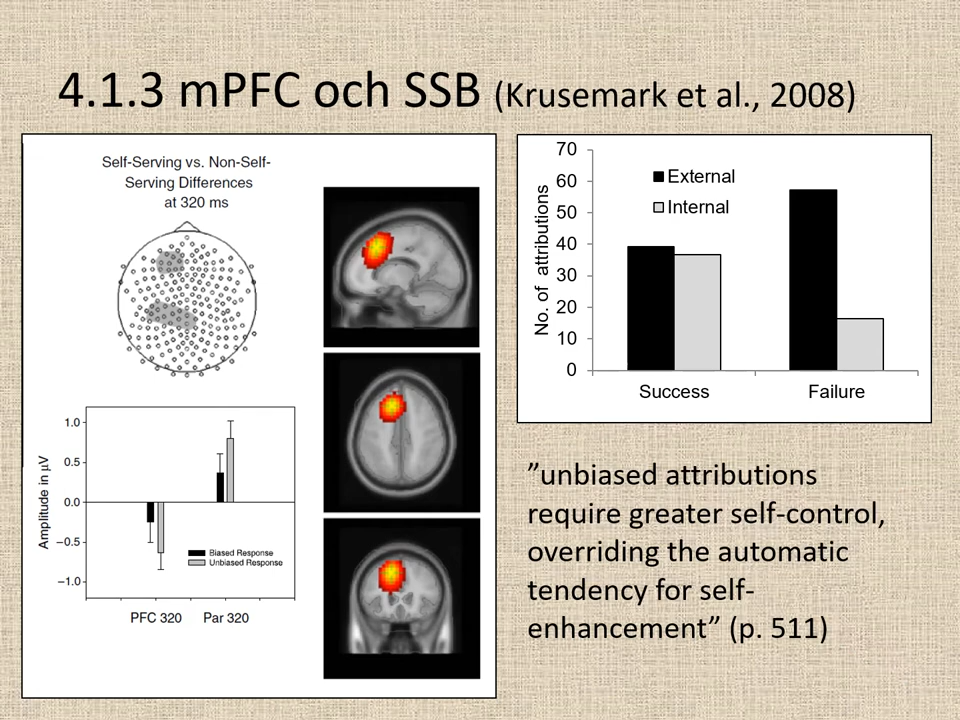 4.1.3 mPFC och SSB (Krusemark et al., 2008)
Self-Serving vs. Non-Self-
Serving Differences
at 320 ms
1.0
0.5
0.0
−0.5
−1.0
Amplitude in µV
Biased Response
Unbiased Response
PFC 320
Par 320
70
60
50
40
30
20
10
0
No. of attributions
External
Internal
Success
Failure
”unbiased attributions
require greater self-control,
overriding the automatic
tendency for self-
enhancement” (p. 511)